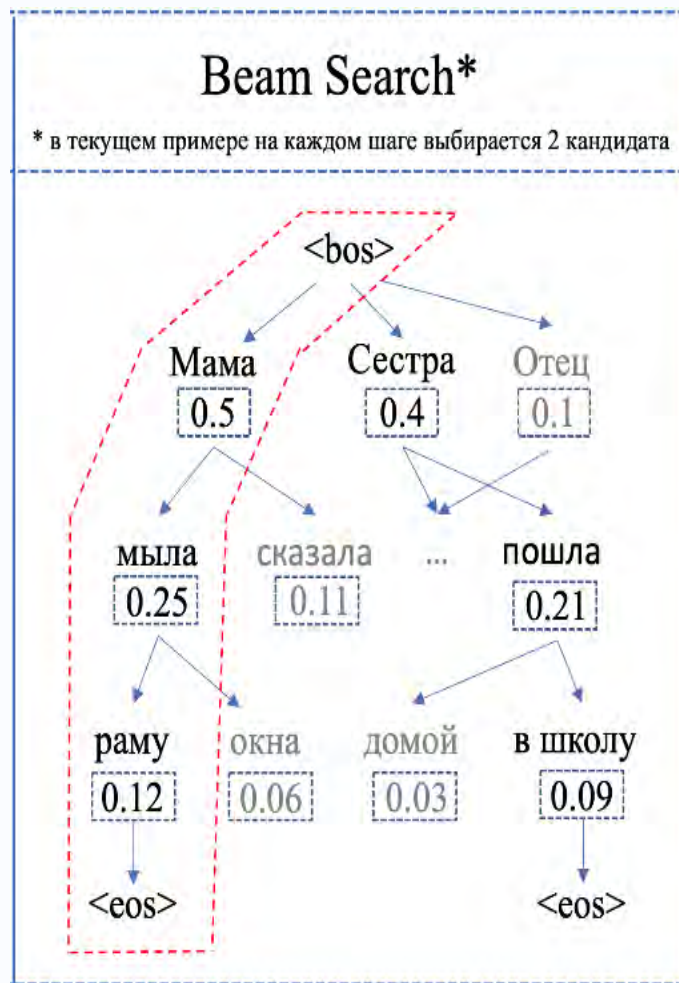 Beam Search*
* в текущем примере на каждом шаге выбирается 2 кандидата
<bos>
Мама Сестра Отец
0.5 0.4 0.1
мыла сказала ... пошла
0.25 0.11 0.21
раму окна домой в школу
0.12 0.06 0.03 0.09
<eos> <eos>